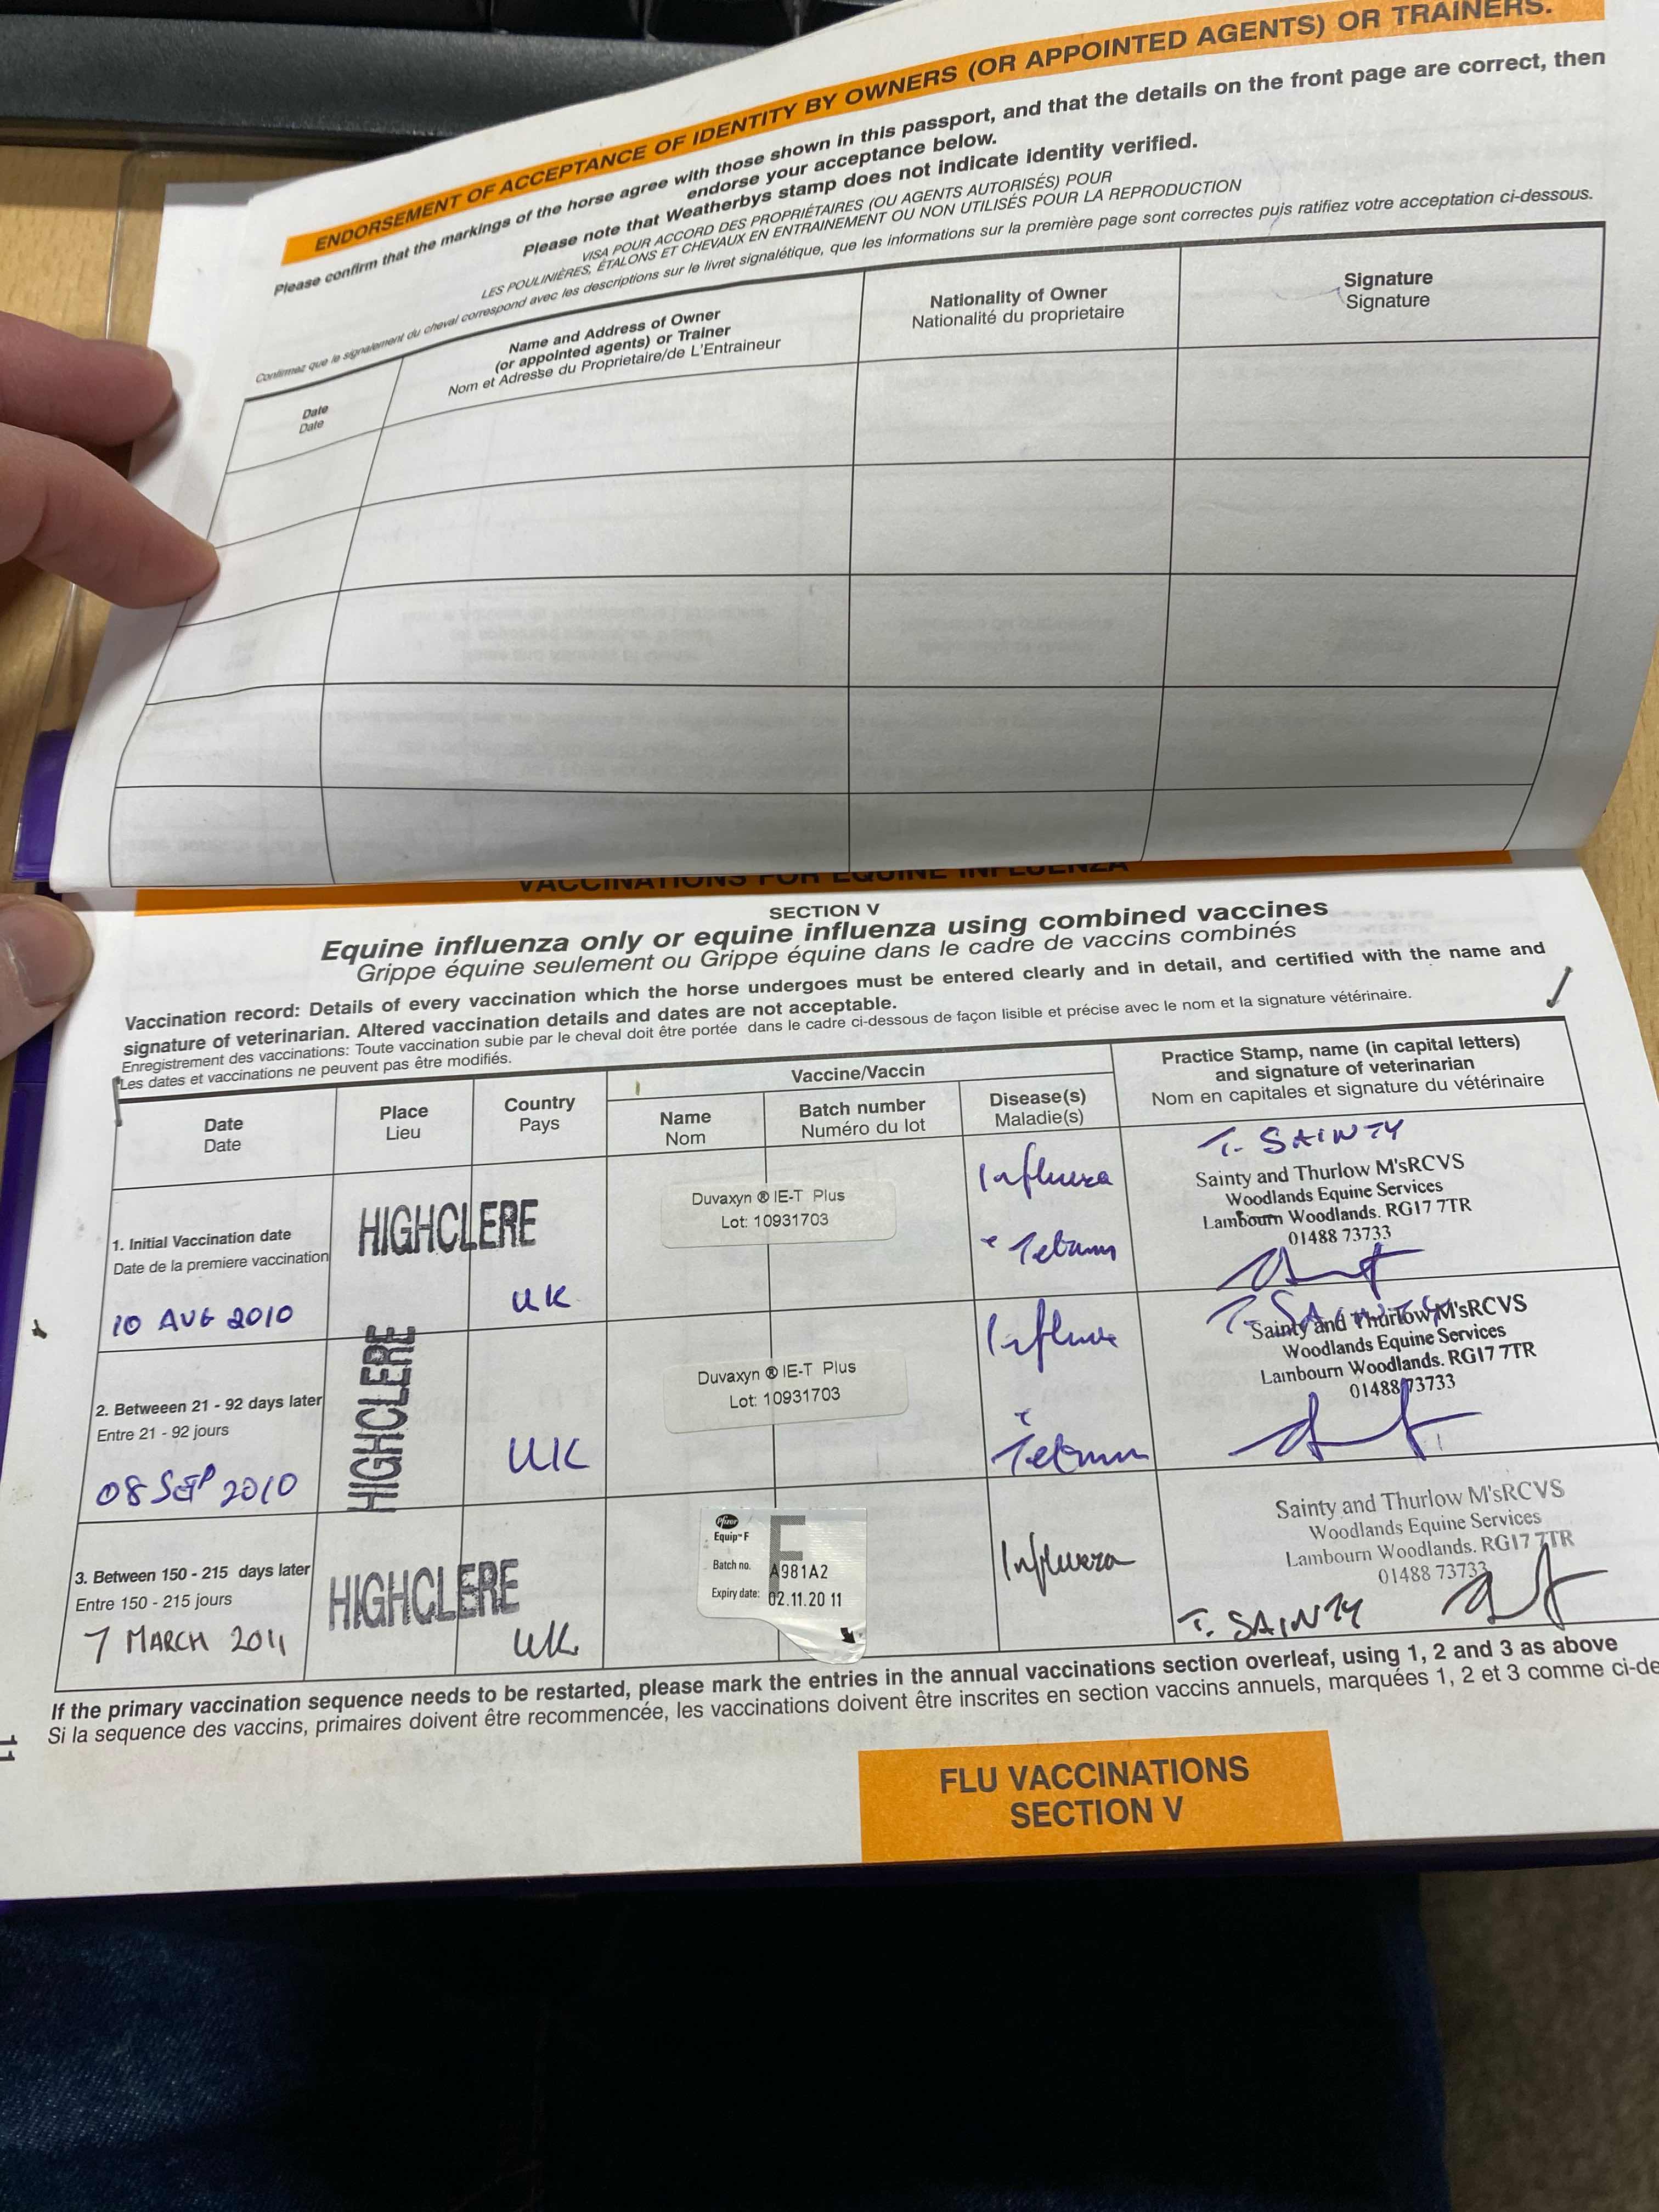 ENDORSEMENT OF ACCEPTANCE OF IDENTITY BY OWNERS (OR APPOINTED AGENTS) OR TRAINERS.
Please confirm that the markings of the horse agree with those shown in this passport, and that the details on the front page are correct, then
endorse your acceptance below.
Please note that Weatherbys stamp does not indicate identity verified.
VISA POUR ACCORD DES PROPRIÉTAIRES (OU AGENTS AUTORISÉS) POUR
LES POULINIÈRES, ÉTALONS ET CHEVAUX EN ENTRAINEMENT OU NON UTILISÉS POUR LA REPRODUCTION
Confirmez que le signalement du cheval correspond avec les descriptions sur le livret signalétique, que les informations sur la première page sont correctes puis ratifiez votre acceptation ci-dessous.
Date
Date
Name and Address of Owner
(or appointed agents) or Trainer
Nom et Adresse du Proprietaire/de L'Entraineur
Nationality of Owner
Nationalité du proprietaire
Signature
Signature
VACCINATIONS FOR EQUINE INFLUENZA
SECTION V
Equine influenza only or equine influenza using combined vaccines
Grippe équine seulement ou Grippe équine dans le cadre de vaccins combinés
Vaccination record: Details of every vaccination which the horse undergoes must be entered clearly and in detail, and certified with the name and
signature of veterinarian. Altered vaccination details and dates are not acceptable.
Enregistrement des vaccinations: Toute vaccination subie par le cheval doit être portée dans le cadre ci-dessous de façon lisible et précise avec le nom et la signature vétérinaire.
Les dates et vaccinations ne peuvent pas être modifiés.
Date
Date
Place
Lieu
Country
Pays
Vaccine/Vaccin
Name
Nom
Batch number
Numéro du lot
Disease(s)
Maladie(s)
Practice Stamp, name (in capital letters)
and signature of veterinarian
Nom en capitales et signature du vétérinaire
1. Initial Vaccination date
Date de la premiere vaccination
10 AUG 2010
HIGHCLERE
UK
Duvaxyn ® IE-T Plus
Lot: 10931703
Influenza
Tetanus
T. SAINTY
Sainty and Thurlow M'sRCVS
Woodlands Equine Services
Lambourn Woodlands. RG17 7TR
01488 73733
2. Betweeen 21 - 92 days later
Entre 21 - 92 jours
08 SEP 2010
HIGHCLERE
UK
Duvaxyn ® IE-T Plus
Lot: 10931703
Influenza
Tetanus
T. SAINTY
Sainty and Thurlow M'sRCVS
Woodlands Equine Services
Lambourn Woodlands. RG17 7TR
01488 73733
3. Between 150 - 215 days later
Entre 150 - 215 jours
7 MARCH 2011
HIGHCLERE
UK
Pfizer
Equip™ F
F
Batch no. A981A2
Expiry date: 02.11.20 11
Influenza
Sainty and Thurlow M'sRCVS
Woodlands Equine Services
Lambourn Woodlands. RG17 7TR
01488 73733
T. SAINTY
If the primary vaccination sequence needs to be restarted, please mark the entries in the annual vaccinations section overleaf, using 1, 2 and 3 as above
Si la sequence des vaccins, primaires doivent être recommencée, les vaccinations doivent être inscrites en section vaccins annuels, marquées 1, 2 et 3 comme ci-de
11
FLU VACCINATIONS
SECTION V